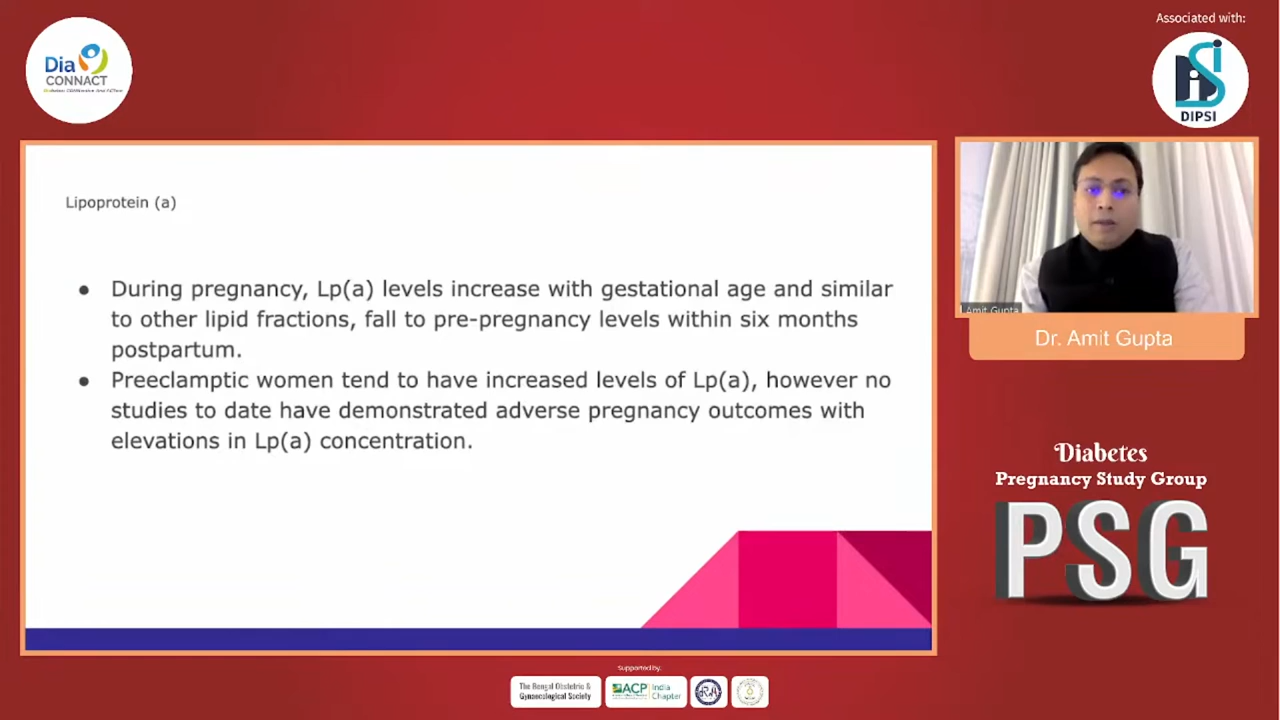 Associated with:
Dia
CONNACT
DIPSI
Lipoprotein (a)
● During pregnancy, Lp(a) levels increase with gestational age and similar
to other lipid fractions, fall to pre-pregnancy levels within six months
postpartum.
● Preeclamptic women tend to have increased levels of Lp(a), however no
studies to date have demonstrated adverse pregnancy outcomes with
elevations in Lp(a) concentration.
Amit Gupta
Dr. Amit Gupta
Diabetes
Pregnancy Study Group
PSG
Supported by:
The Bengal Obstetric &
Gynaecological Society
ACP
India
Chapter